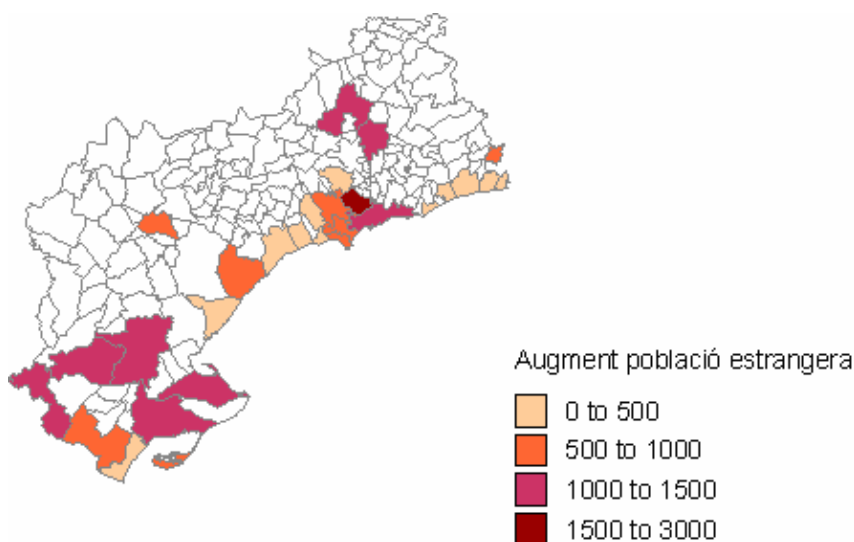 Augment població estrangera
0 to 500
500 to 1000
1000 to 1500
1500 to 3000